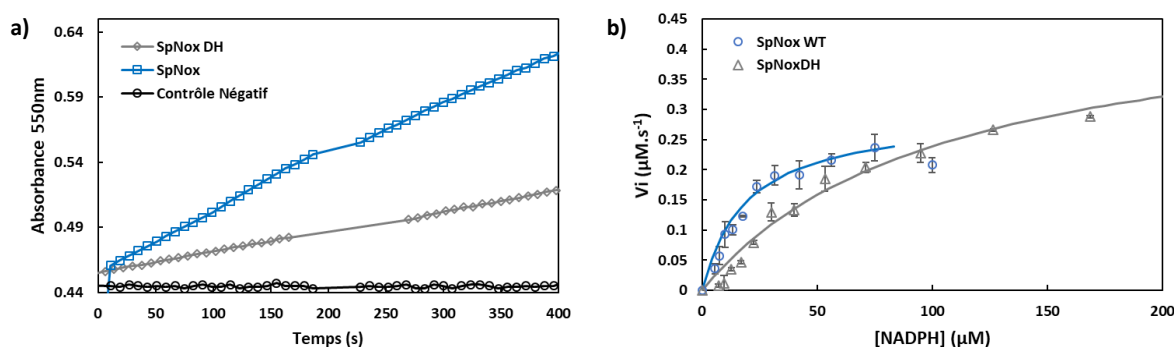 a)
0.64
0.59
0.54
0.49
0.44
Absorbance 550nm
SpNox DH
SpNox
Contrôle Négatif
0 50 100 150 200 250 300 350 400
Temps (s)
b)
0.45
0.4
0.35
0.3
0.25
0.2
0.15
0.1
0.05
0
Vi (µM.s⁻¹)
SpNox WT
SpNoxDH
0 50 100 150 200
[NADPH] (µM)